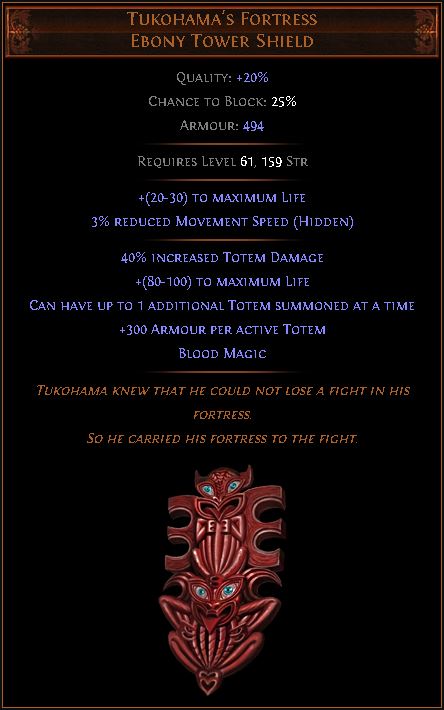 Tukohama's Fortress
Ebony Tower Shield
Quality: +20%
Chance to Block: 25%
Armour: 494
Requires Level 61, 159 Str
+(20-30) to maximum Life
3% reduced Movement Speed (Hidden)
40% increased Totem Damage
+(80-100) to maximum Life
Can have up to 1 additional Totem summoned at a time
+300 Armour per active Totem
Blood Magic
Tukohama knew that he could not lose a fight in his
fortress.
So he carried his fortress to the fight.